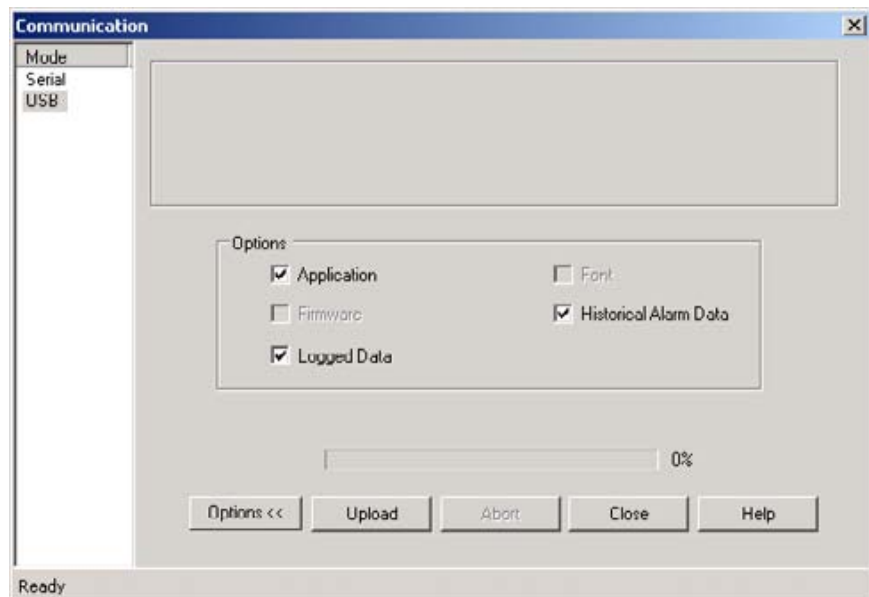 Communication
Mode
Serial
USB
Options
Application
Font
Firmware
Historical Alarm Data
Logged Data
0%
Options <<
Upload
Abort
Close
Help
Ready